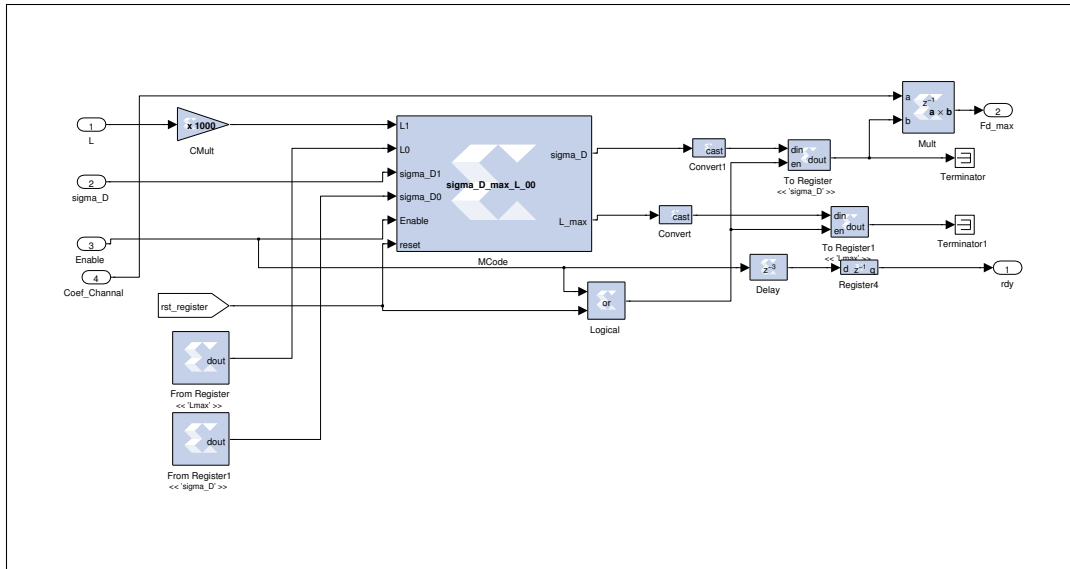 1
L
x 1000
CMult
2
sigma_D
3
Enable
4
Coef_Channal
rst_register
dout
From Register
<< 'Lmax' >>
dout
From Register1
<< 'sigma_D' >>
L1
L0
sigma_D1
sigma_D0
Enable
reset
sigma_D_max_L_00
sigma_D
L_max
MCode
or
Logical
cast
Convert1
cast
Convert
din
en
dout
To Register
<< 'sigma_D' >>
din
en
dout
To Register1
<< 'Lmax' >>
z-3
Delay
d z-1 q
Register4
a
b
z-1
a × b
Mult
2
Fd_max
Terminator
Terminator1
1
rdy